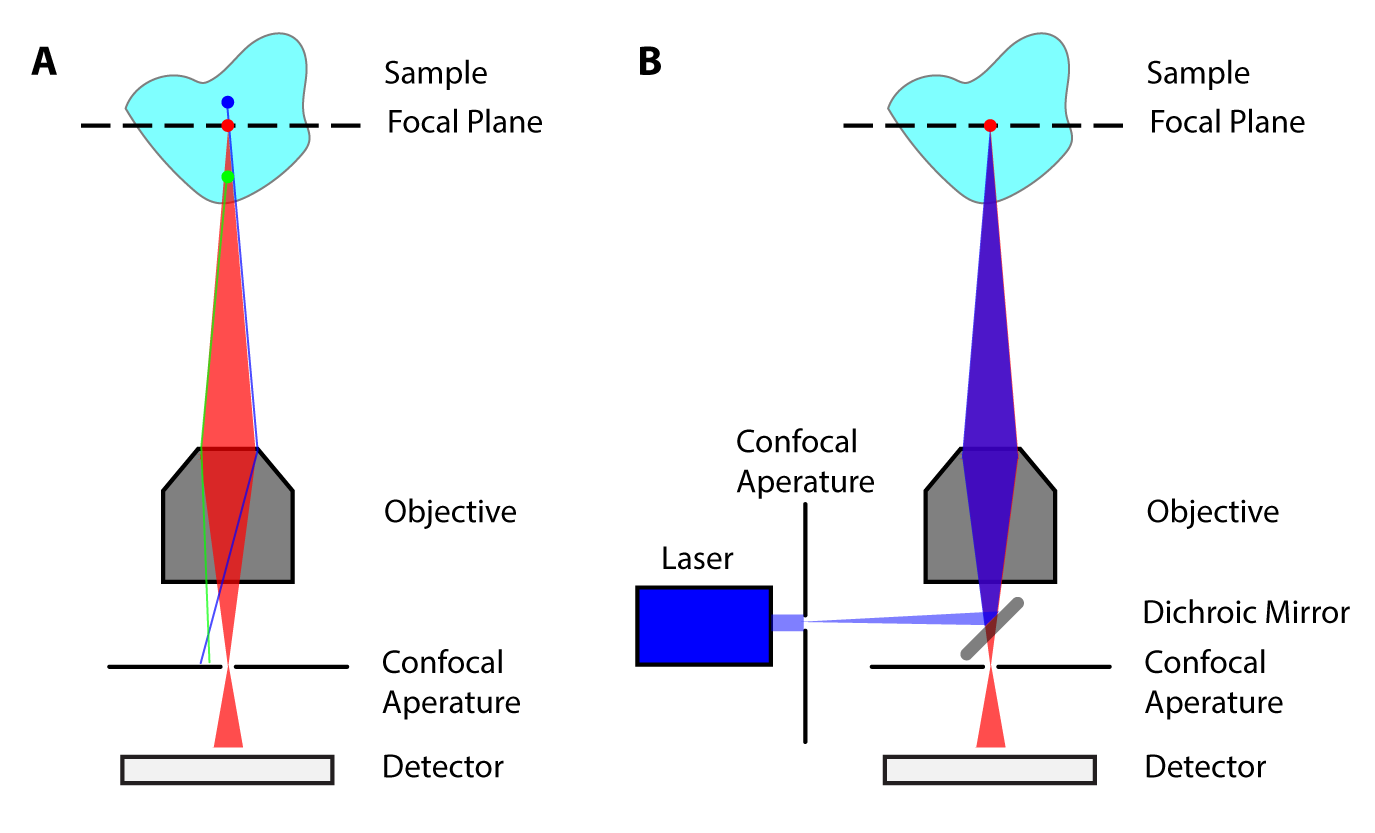 A
Sample
Focal Plane
Objective
Confocal
Aperature
Detector
B
Sample
Focal Plane
Confocal
Aperature
Laser
Objective
Dichroic Mirror
Confocal
Aperature
Detector